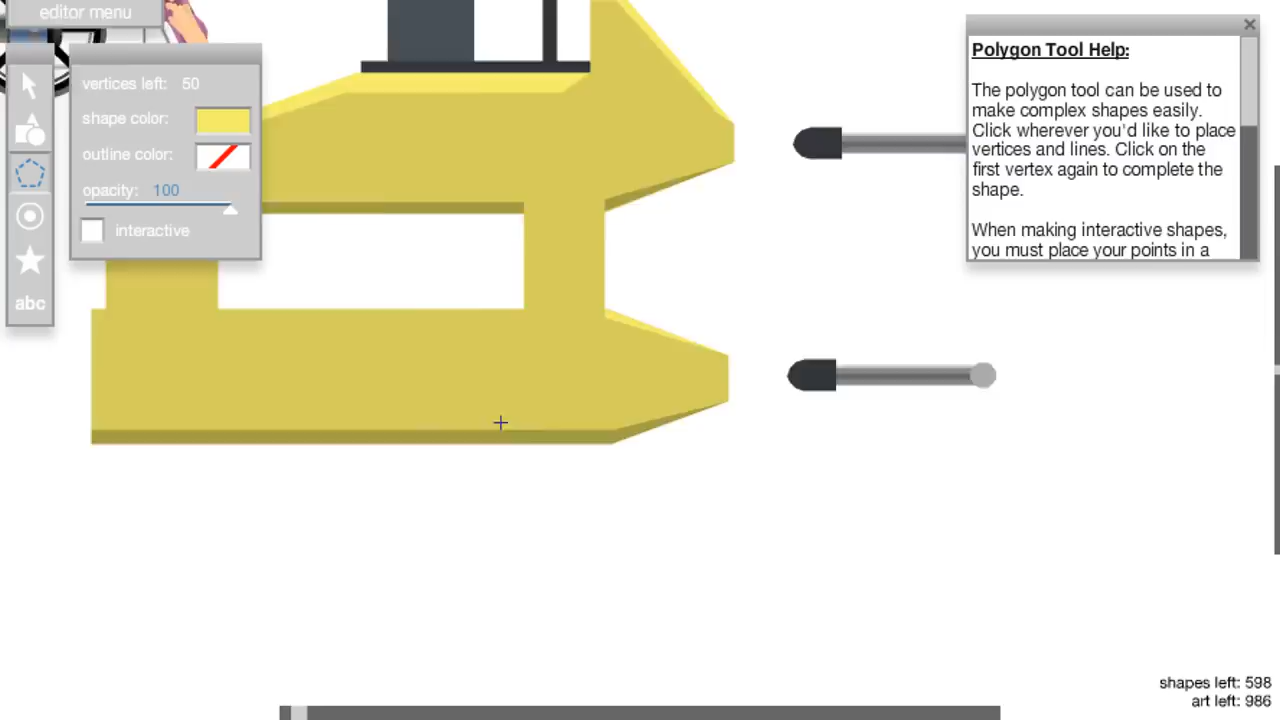 editor menu
vertices left: 50
shape color:
outline color:
opacity: 100
interactive
abc
Polygon Tool Help:
The polygon tool can be used to
make complex shapes easily.
Click wherever you'd like to place
vertices and lines. Click on the
first vertex again to complete the
shape.
When making interactive shapes,
you must place your points in a
shapes left: 598
art left: 986